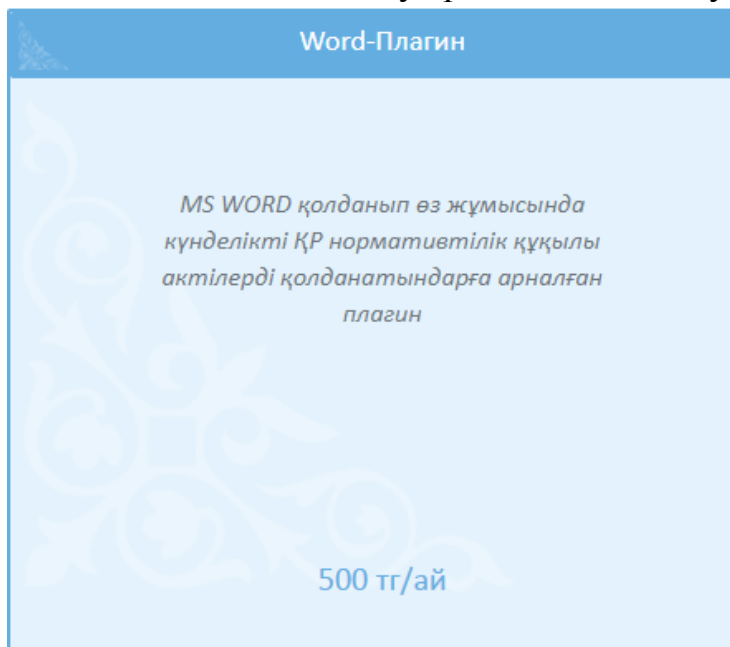 Word-Плагин
MS WORD қолданып өз жұмысында
күнделікті ҚР нормативтілік құқылы
актілерді қолданатындарға арналған
плагин
500 тг/ай